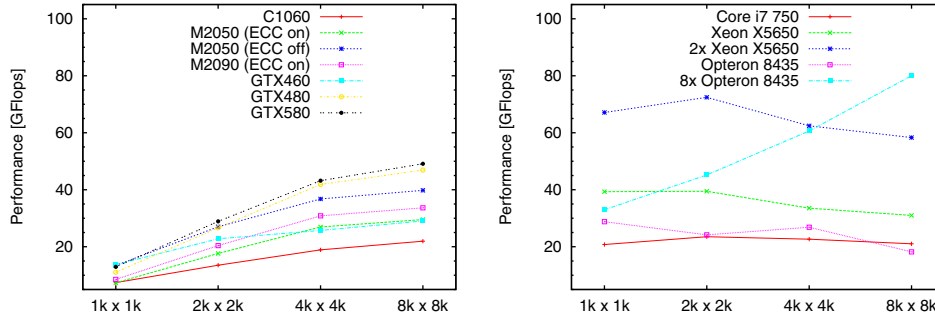 100
80
60
40
20
Performance [GFlops]
C1060
M2050 (ECC on)
M2050 (ECC off)
M2090 (ECC on)
GTX460
GTX480
GTX580
1k x 1k
2k x 2k
4k x 4k
8k x 8k
100
80
60
40
20
Performance [GFlops]
Core i7 750
Xeon X5650
2x Xeon X5650
Opteron 8435
8x Opteron 8435
1k x 1k
2k x 2k
4k x 4k
8k x 8k